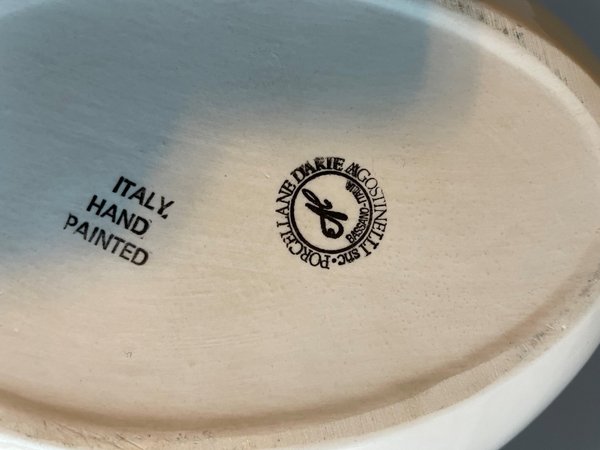 ITALY,
HAND
PAINTED
PORCELLANE D'ARTE AGOSTINELLI snc •
BASSANO - ITALIA